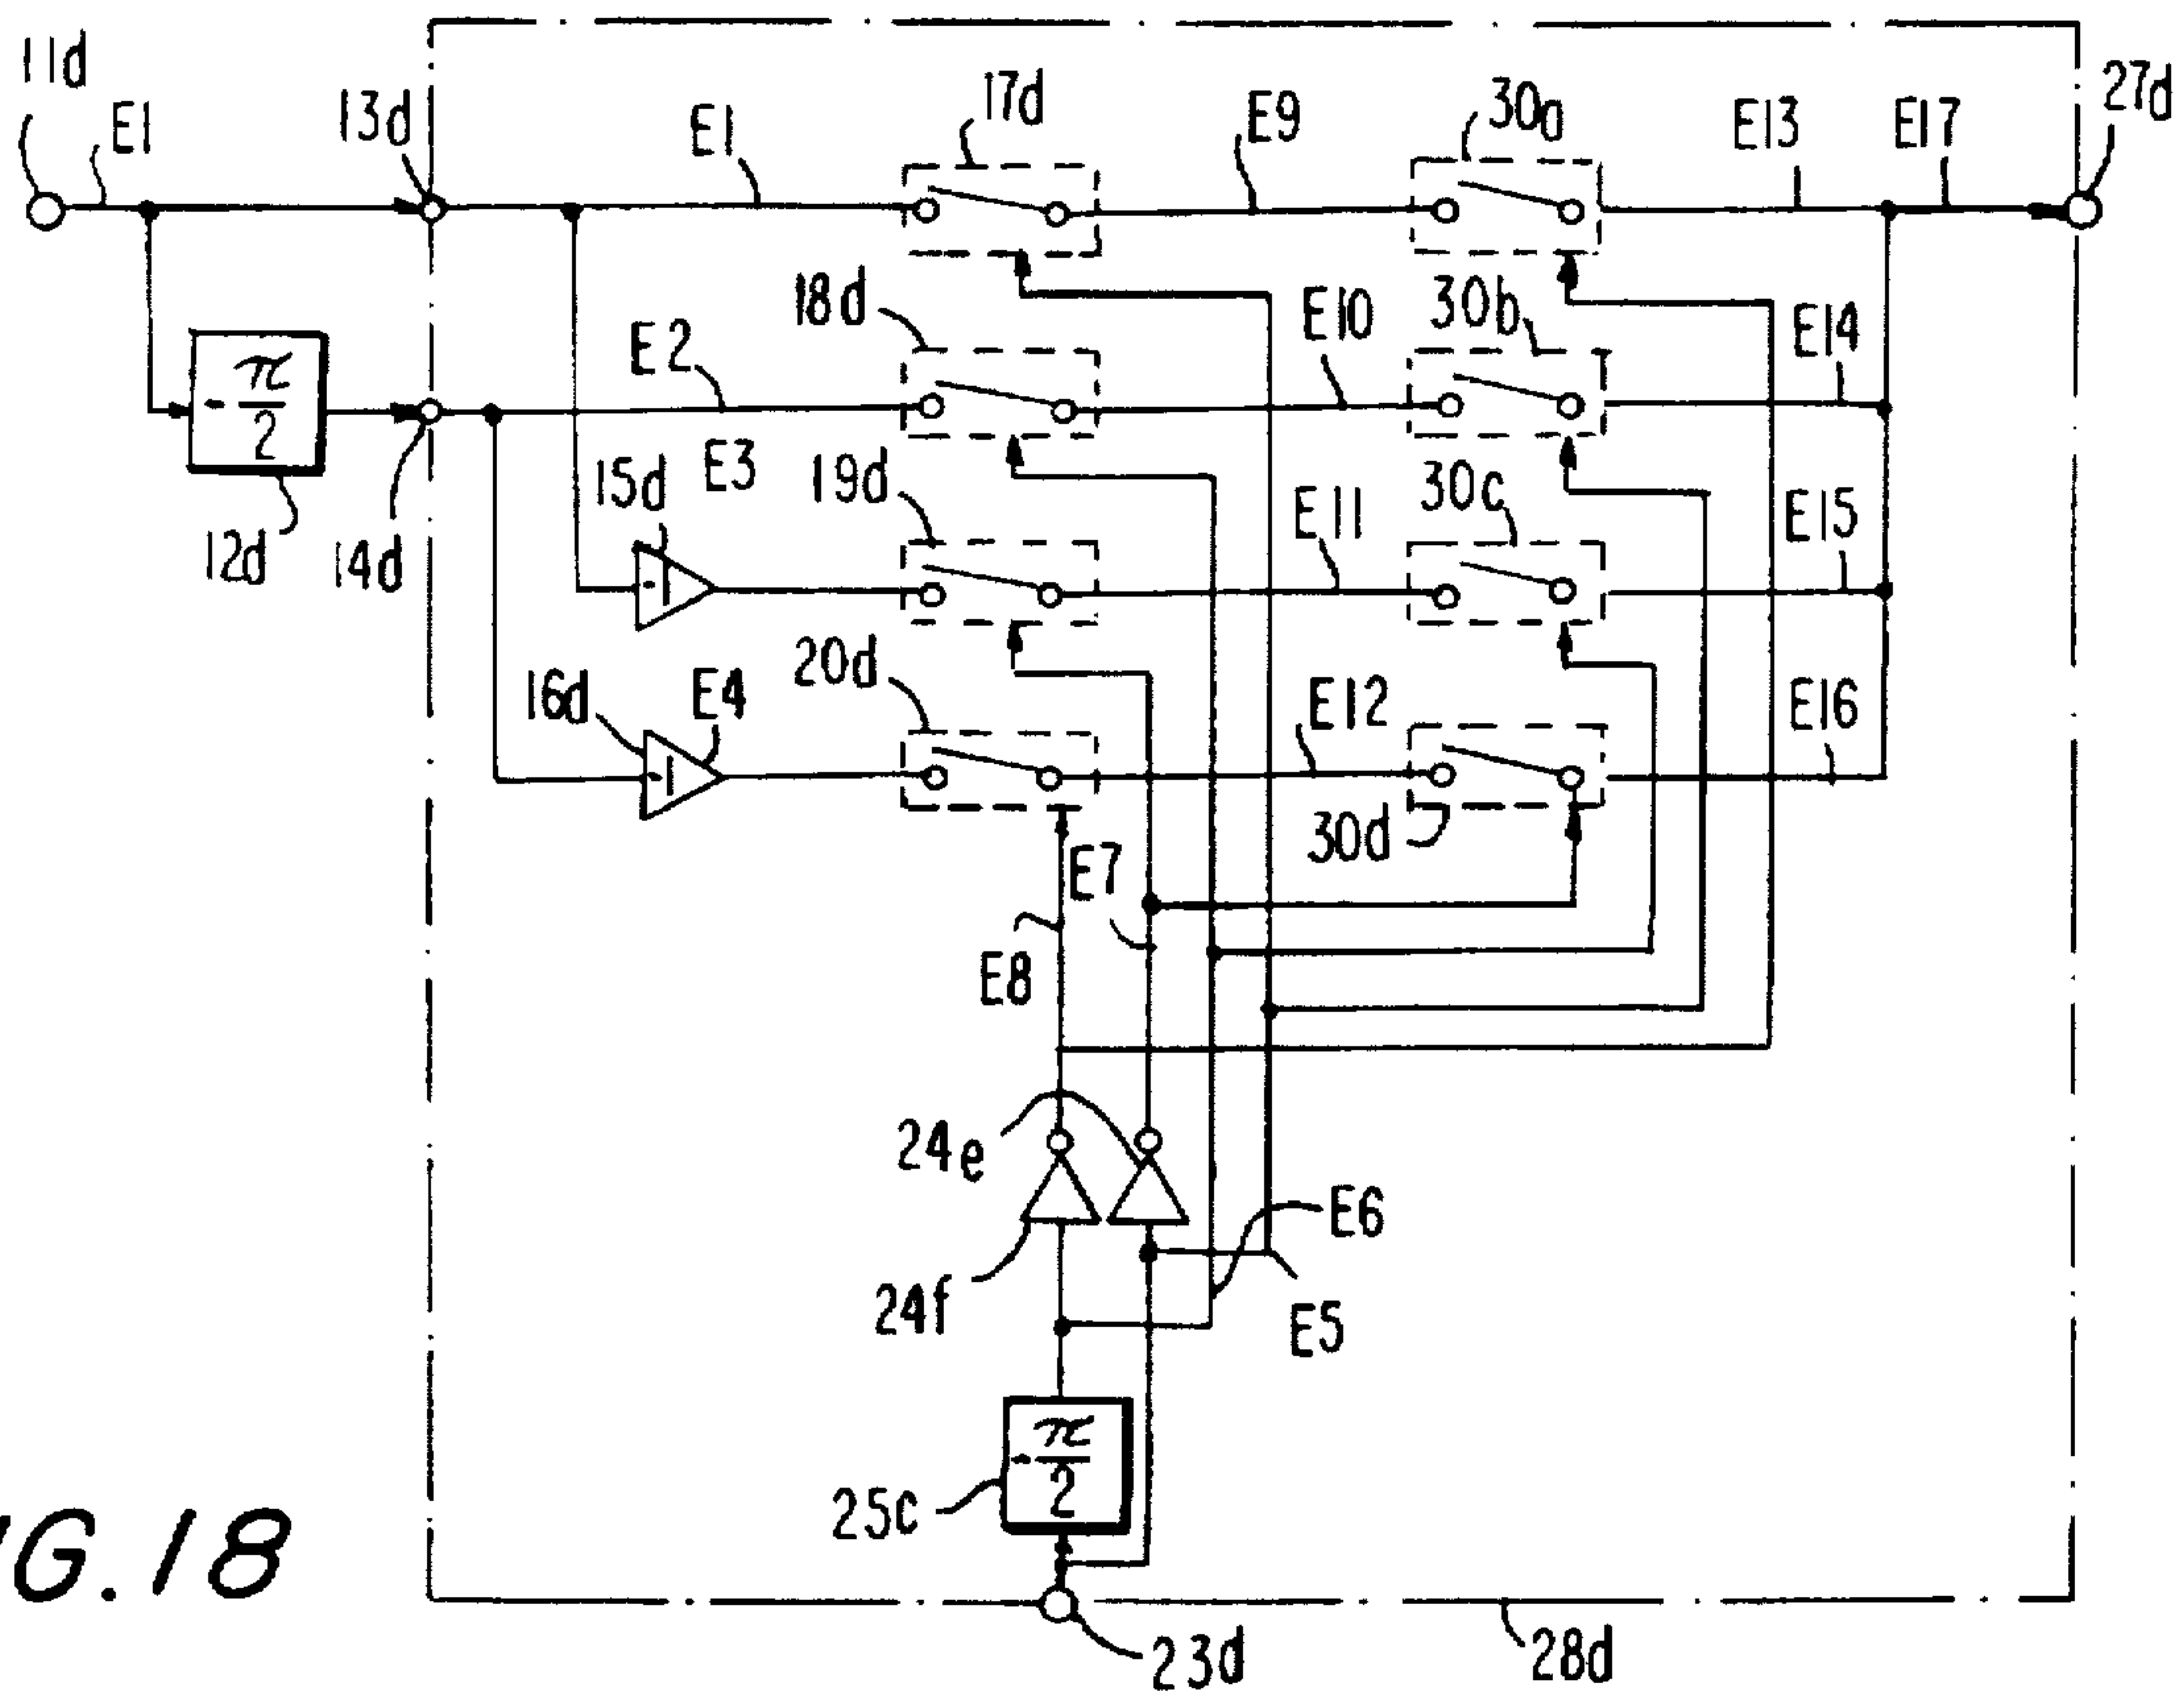 11d
E1
13d
E1
17d
E9
30a
E13
E17
27d
18d
E2
E10
30b
E14
- π/2
12d
14d
15d
E3
19d
E11
30c
E15
-1
16d
E4
20d
E12
30d
E16
-1
E7
E8
24e
E6
24f
E5
- π/2
25c
23d
28d
G.18